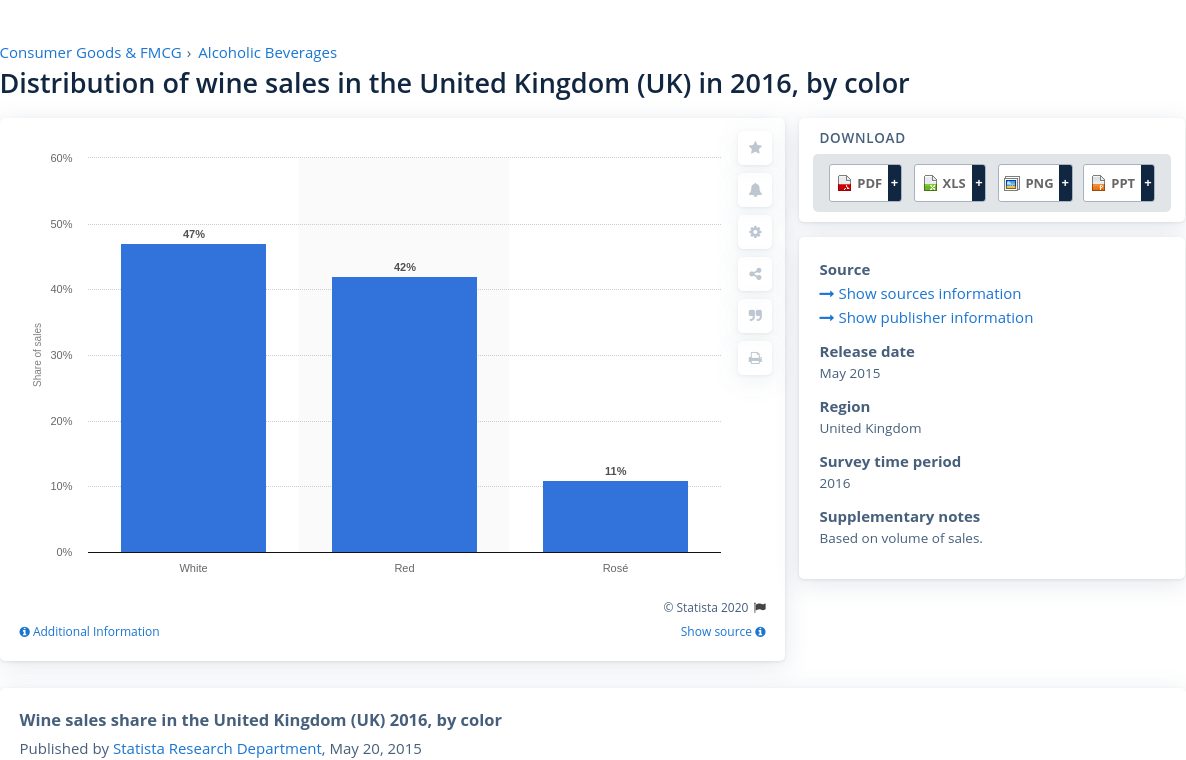 Consumer Goods & FMCG › Alcoholic Beverages
Distribution of wine sales in the United Kingdom (UK) in 2016, by color
60%
50%
40%
30%
20%
10%
0%
Share of sales
47%
42%
11%
White
Red
Rosé
© Statista 2020
Additional Information
Show source
DOWNLOAD
PDF +
XLS +
PNG +
PPT +
Source
Show sources information
Show publisher information
Release date
May 2015
Region
United Kingdom
Survey time period
2016
Supplementary notes
Based on volume of sales.
Wine sales share in the United Kingdom (UK) 2016, by color
Published by Statista Research Department, May 20, 2015